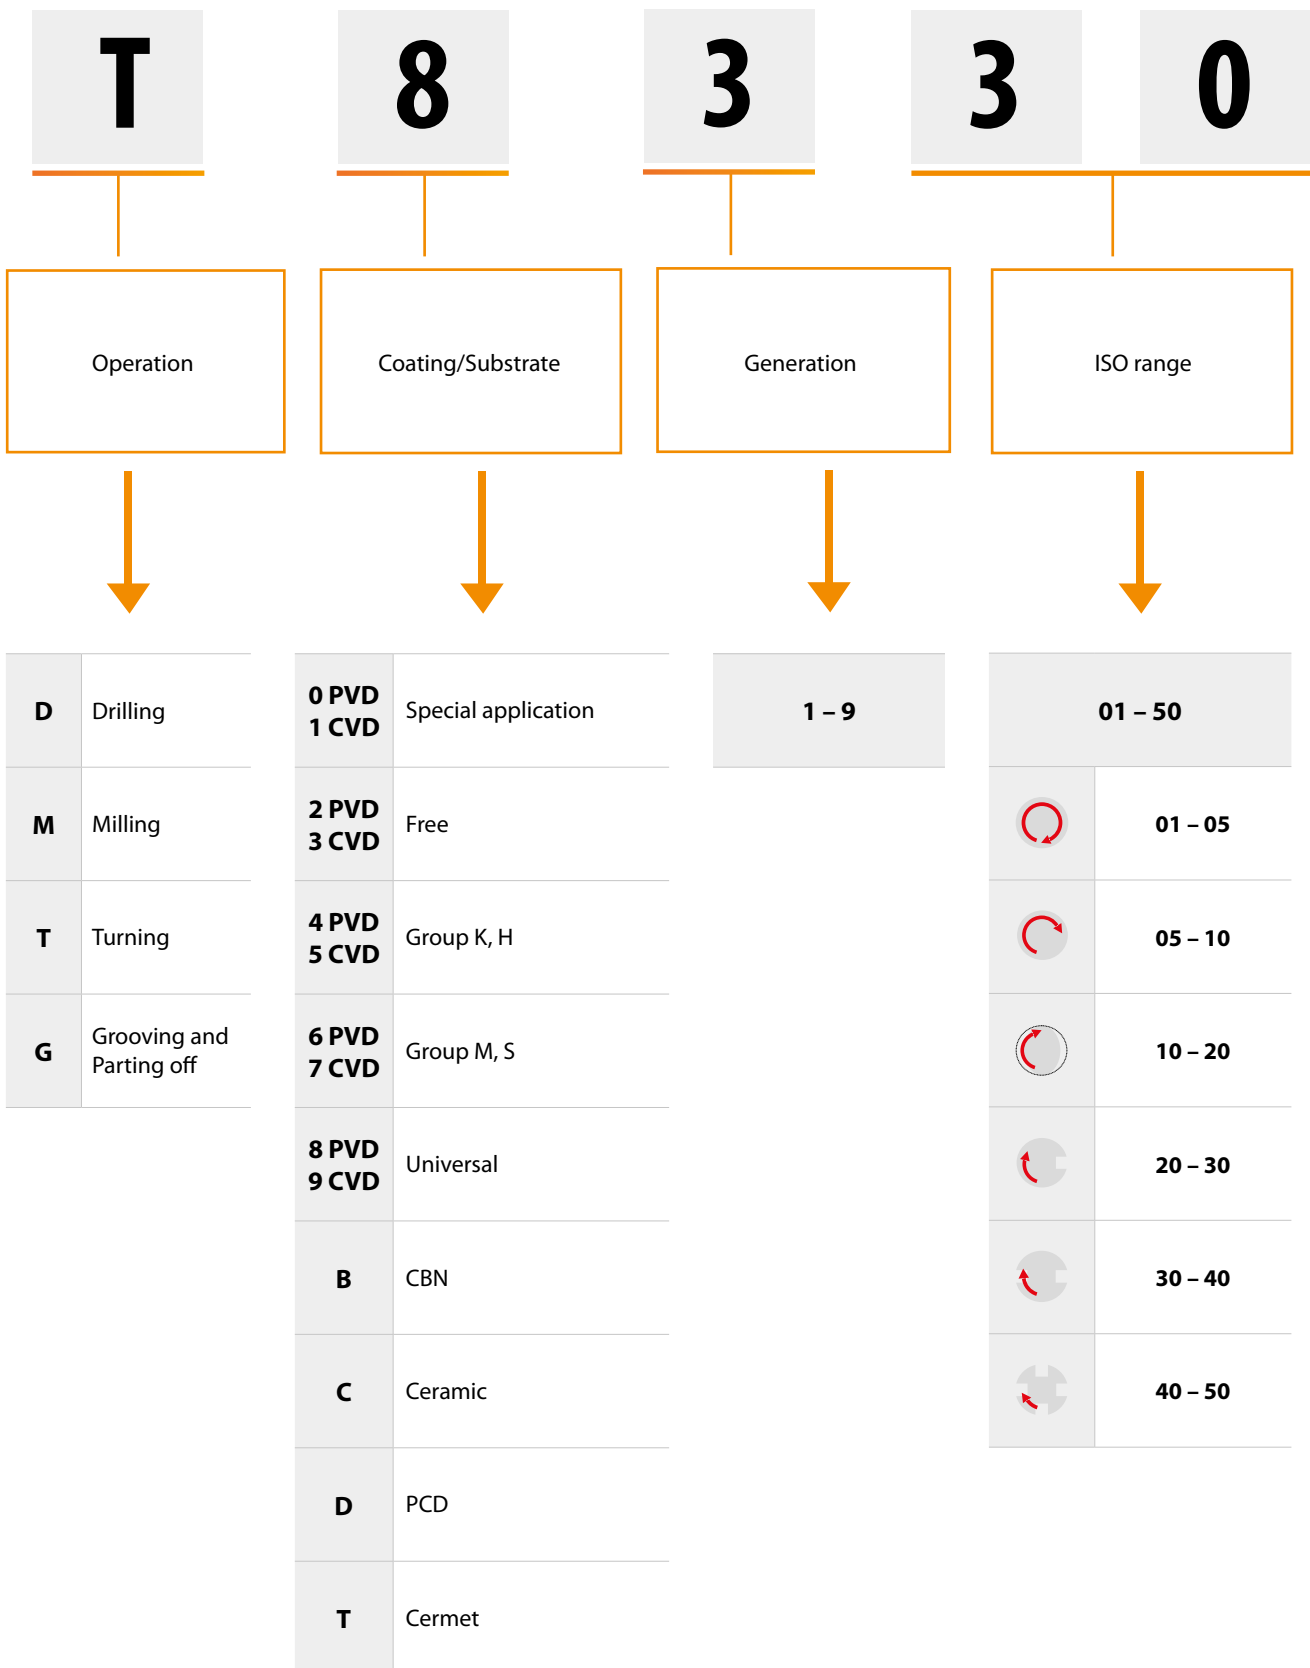 T 8 3 3 0
Operation
Coating/Substrate
Generation
ISO range
D Drilling
M Milling
T Turning
G Grooving and
Parting off
0 PVD
1 CVD
Special application
2 PVD
3 CVD
Free
4 PVD
5 CVD
Group K, H
6 PVD
7 CVD
Group M, S
8 PVD
9 CVD
Universal
B CBN
C Ceramic
D PCD
T Cermet
1 – 9
01 – 50
01 – 05
05 – 10
10 – 20
20 – 30
30 – 40
40 – 50